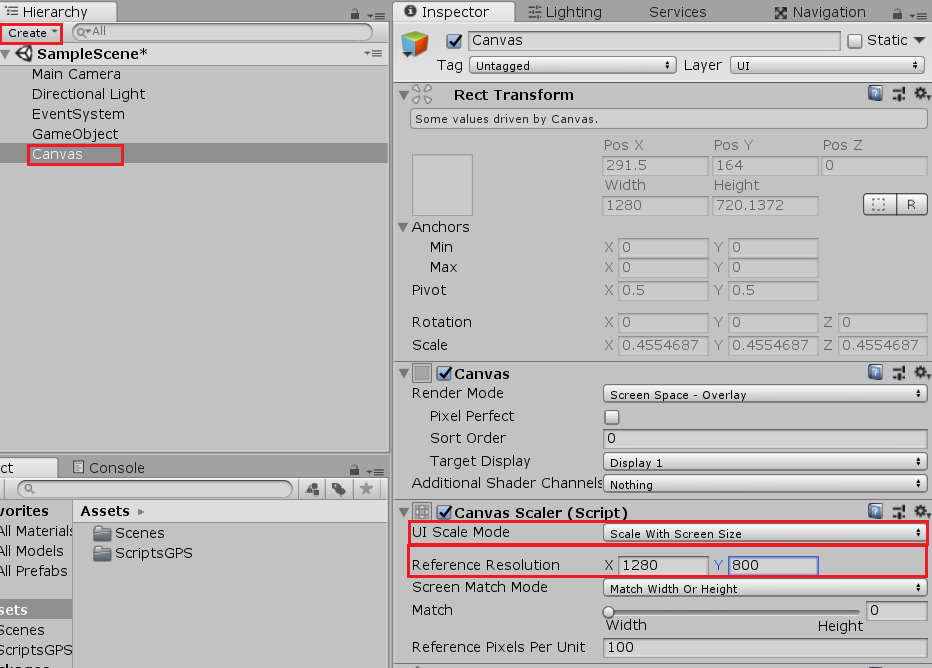 Hierarchy
Create
All
SampleScene*
Main Camera
Directional Light
EventSystem
GameObject
Canvas
ct
Console
vorites
All Materials
All Models
All Prefabs
sets
Scenes
ScriptsGPS
Assets
Scenes
ScriptsGPS
Inspector
Lighting
Services
Navigation
Canvas
Static
Tag Untagged Layer UI
Rect Transform
Some values driven by Canvas.
Pos X Pos Y Pos Z
291.5 164 0
Width Height
1280 720.1372
R
Anchors
Min X 0 Y 0
Max X 0 Y 0
Pivot X 0.5 Y 0.5
Rotation X 0 Y 0 Z 0
Scale X 0.4554687 Y 0.4554687 Z 0.4554687
Canvas
Render Mode Screen Space - Overlay
Pixel Perfect
Sort Order 0
Target Display Display 1
Additional Shader Channels Nothing
Canvas Scaler (Script)
UI Scale Mode Scale With Screen Size
Reference Resolution X 1280 Y 800
Screen Match Mode Match Width Or Height
Match 0
Width Height
Reference Pixels Per Unit 100